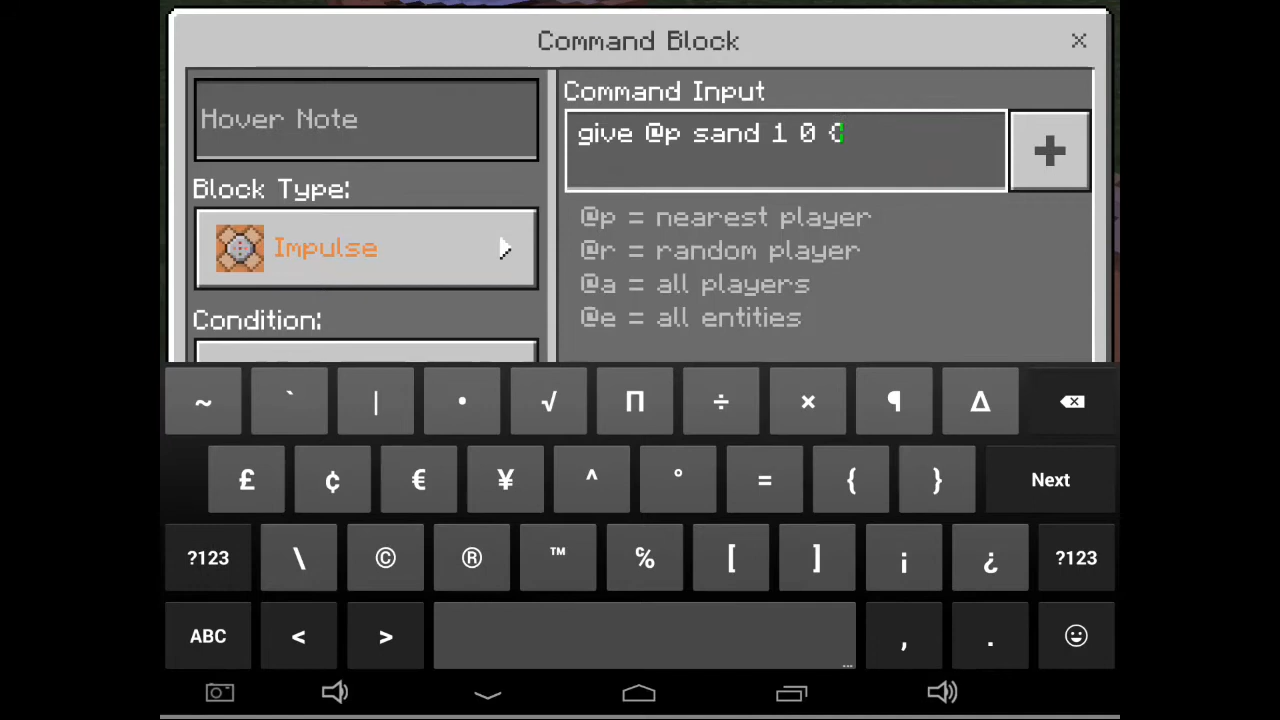 Command Block
Hover Note
Block Type:
Impulse
Condition:
Command Input
give @p sand 1 0 {
@p = nearest player
@r = random player
@a = all players
@e = all entities
~ ` | • √ Π ÷ × ¶ Δ
£ ¢ € ¥ ^ ° = { } Next
?123 \ © ® ™ ℅ [ ] ¡ ¿ ?123
ABC < > , .